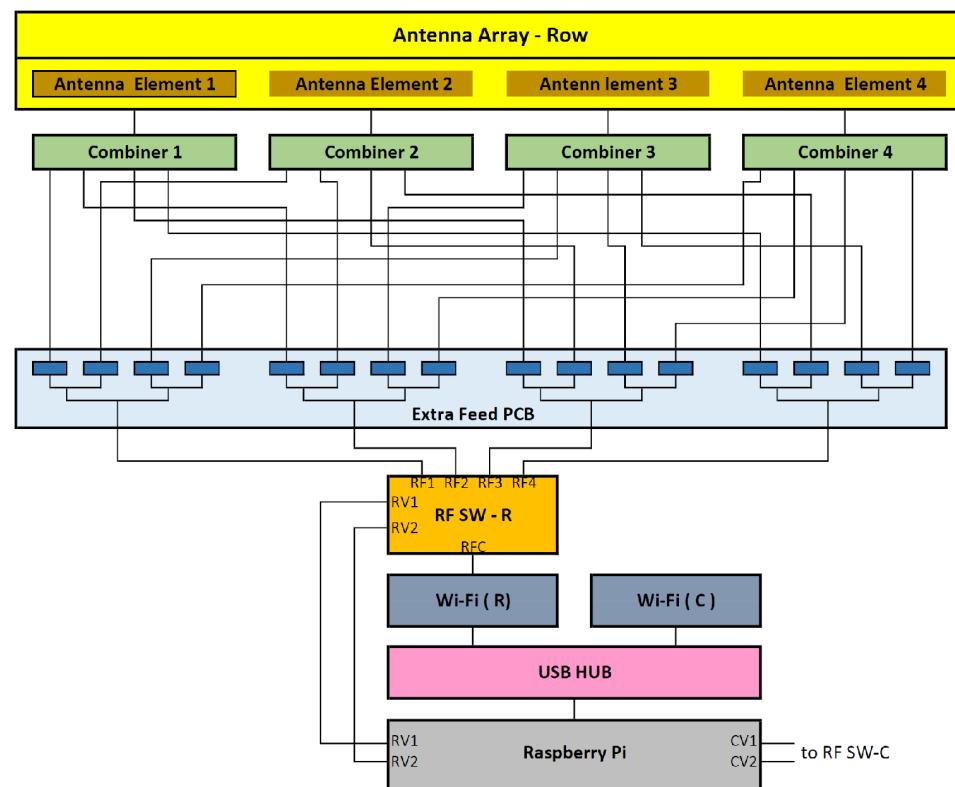 Antenna Array - Row
Antenna Element 1
Antenna Element 2
Antenn lement 3
Antenna Element 4
Combiner 1
Combiner 2
Combiner 3
Combiner 4
Extra Feed PCB
RF1 RF2 RF3 RF4
RV1
RF SW - R
RV2
RFC
Wi-Fi ( R)
Wi-Fi ( C )
USB HUB
RV1
RV2
Raspberry Pi
CV1
CV2
to RF SW-C